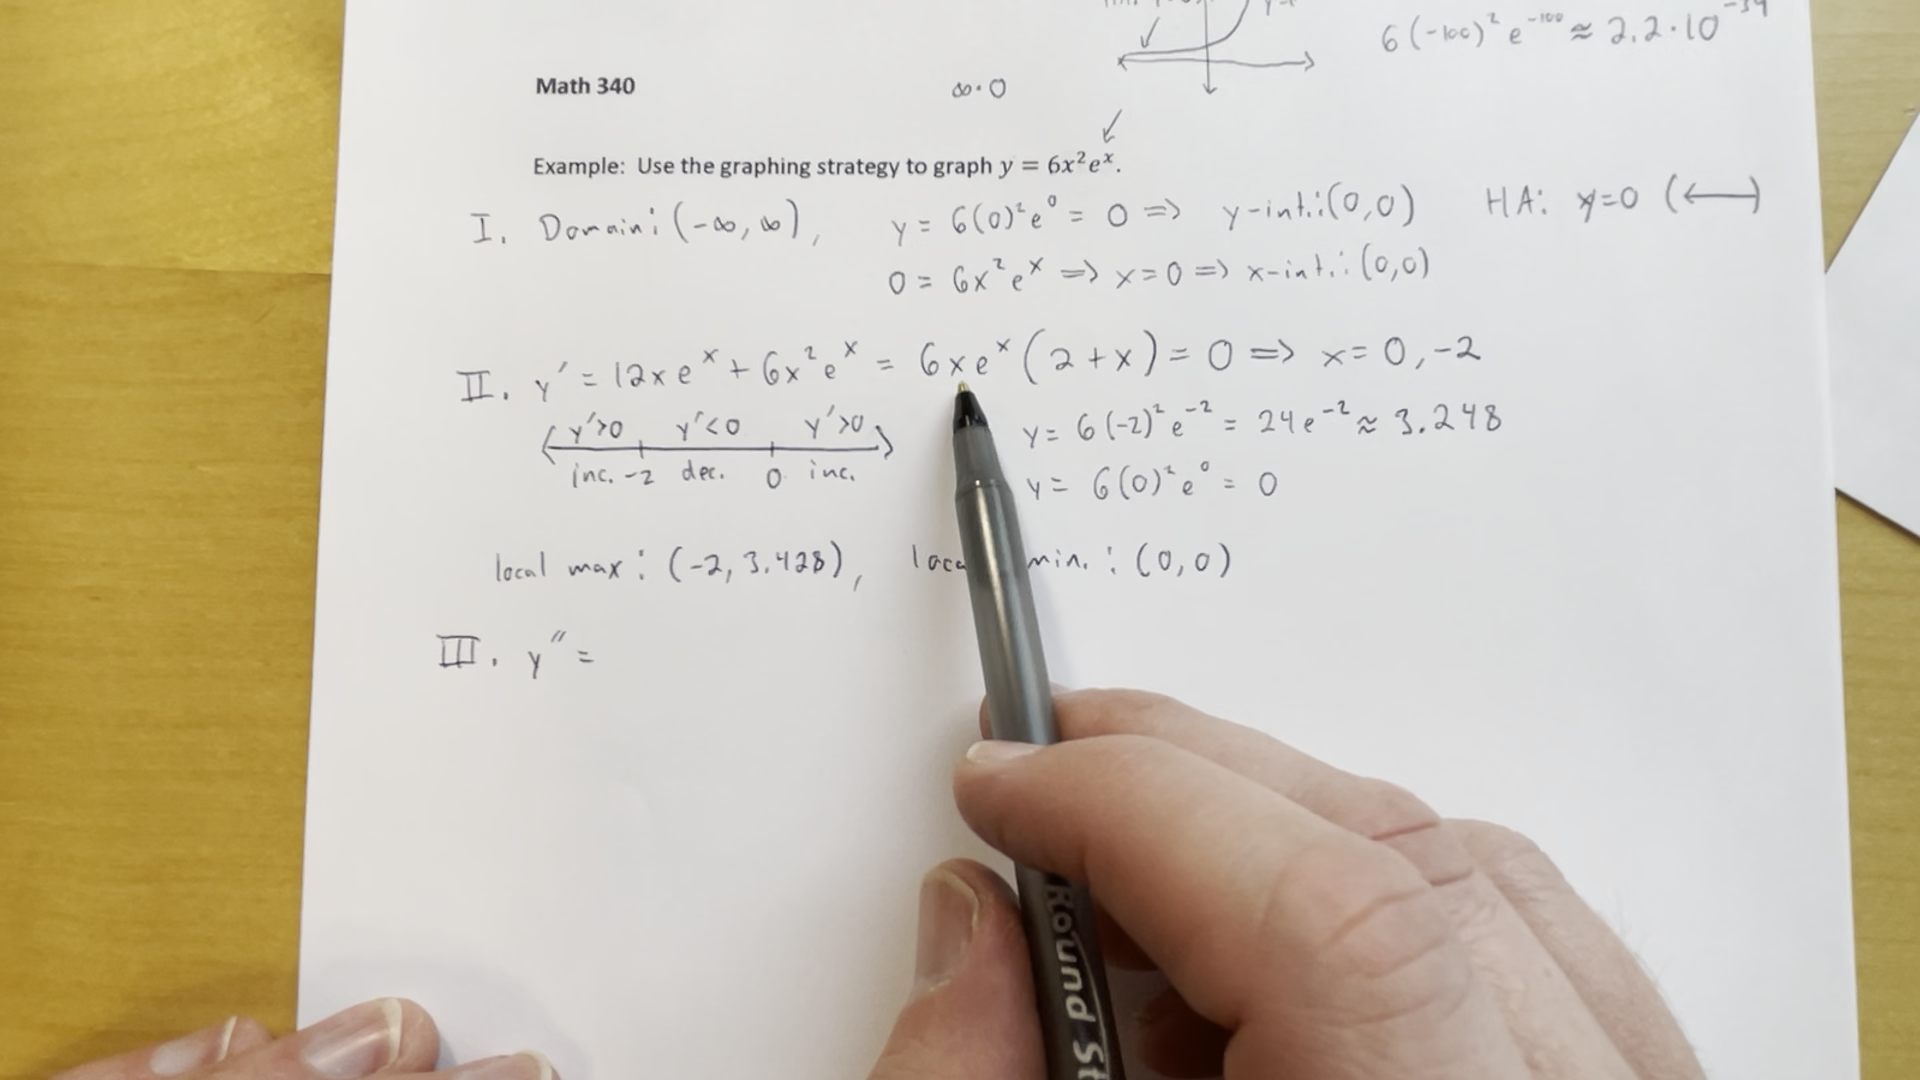 6(-100)² e⁻¹⁰⁰ ≈ 2.2·10⁻³⁹
Math 340
∞·0
Example: Use the graphing strategy to graph y = 6x²eˣ.
I. Domain: (-∞, ∞), y = 6(0)²e⁰ = 0 => y-int.: (0,0) HA: y=0 (←)
0 = 6x²eˣ => x=0 => x-int.: (0,0)
II. y' = 12xeˣ + 6x²eˣ = 6xeˣ(2+x) = 0 => x = 0, -2
y'>0 y'<0 y'>0 y = 6(-2)²e⁻² = 24e⁻² ≈ 3.248
inc. -2 dec. 0 inc. y = 6(0)²e⁰ = 0
local max: (-2, 3.428), loca min.: (0,0)
III. y'' =
Round St